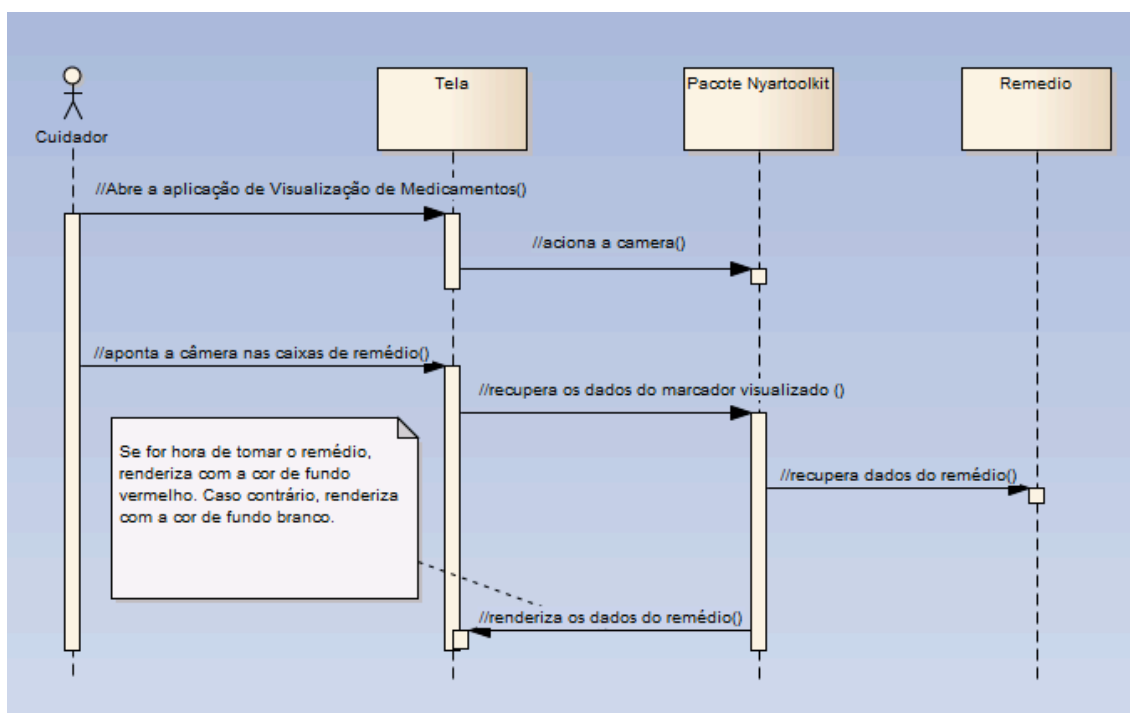 Tela
Pacote Nyartoolkit
Remedio
Cuidador
//Abre a aplicação de Visualização de Medicamentos()
//aciona a camera()
//aponta a câmera nas caixas de remédio()
//recupera os dados do marcador visualizado ()
Se for hora de tomar o remédio,
renderiza com a cor de fundo
vermelho. Caso contrário, renderiza
com a cor de fundo branco.
//recupera dados do remédio()
//renderiza os dados do remédio()